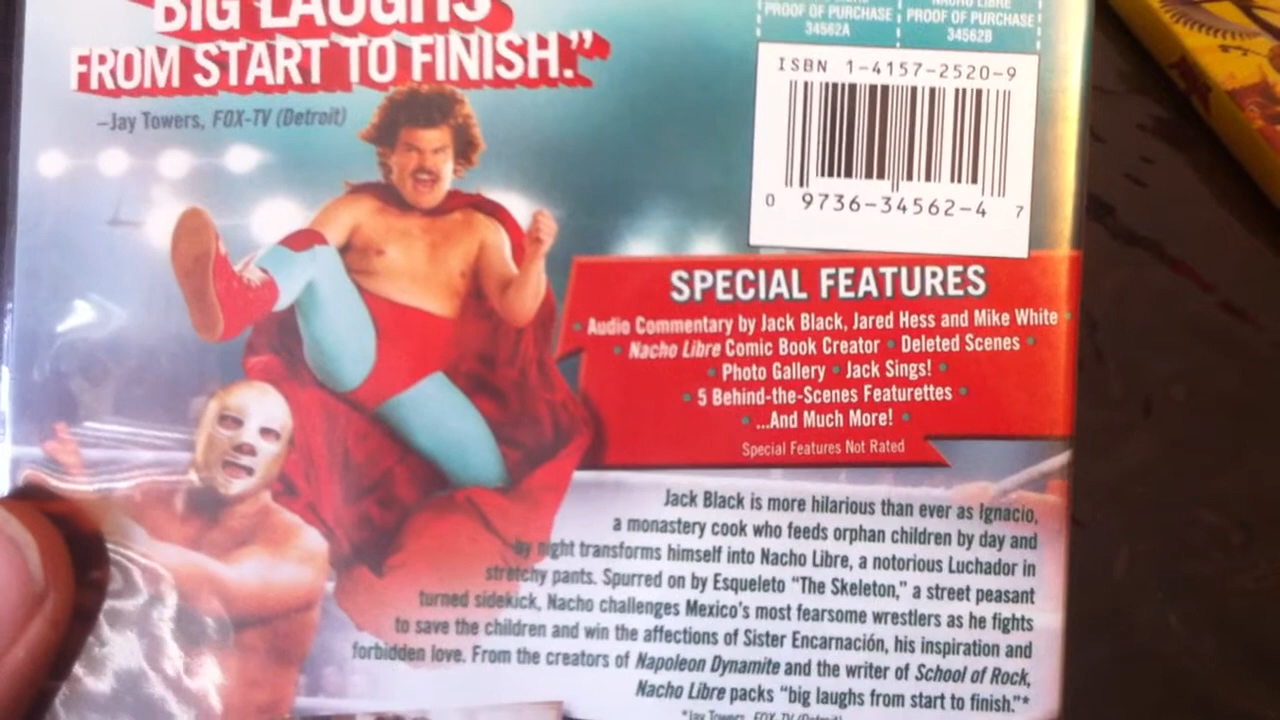 BIG LAUGHS
FROM START TO FINISH."
–Jay Towers, FOX-TV (Detroit)
PROOF OF PURCHASE
34562A
NACHO LIBRE
PROOF OF PURCHASE
34562B
ISBN 1-4157-2520-9
0 9736-34562-4 7
SPECIAL FEATURES
• Audio Commentary by Jack Black, Jared Hess and Mike White •
• Nacho Libre Comic Book Creator • Deleted Scenes •
• Photo Gallery • Jack Sings! •
• 5 Behind-the-Scenes Featurettes •
• ...And Much More! •
Special Features Not Rated
Jack Black is more hilarious than ever as Ignacio,
a monastery cook who feeds orphan children by day and
by night transforms himself into Nacho Libre, a notorious Luchador in
stretchy pants. Spurred on by Esqueleto "The Skeleton," a street peasant
turned sidekick, Nacho challenges Mexico's most fearsome wrestlers as he fights
to save the children and win the affections of Sister Encarnación, his inspiration and
forbidden love. From the creators of Napoleon Dynamite and the writer of School of Rock,
Nacho Libre packs "big laughs from start to finish."*
*Jay Towers, FOX-TV (Detroit)